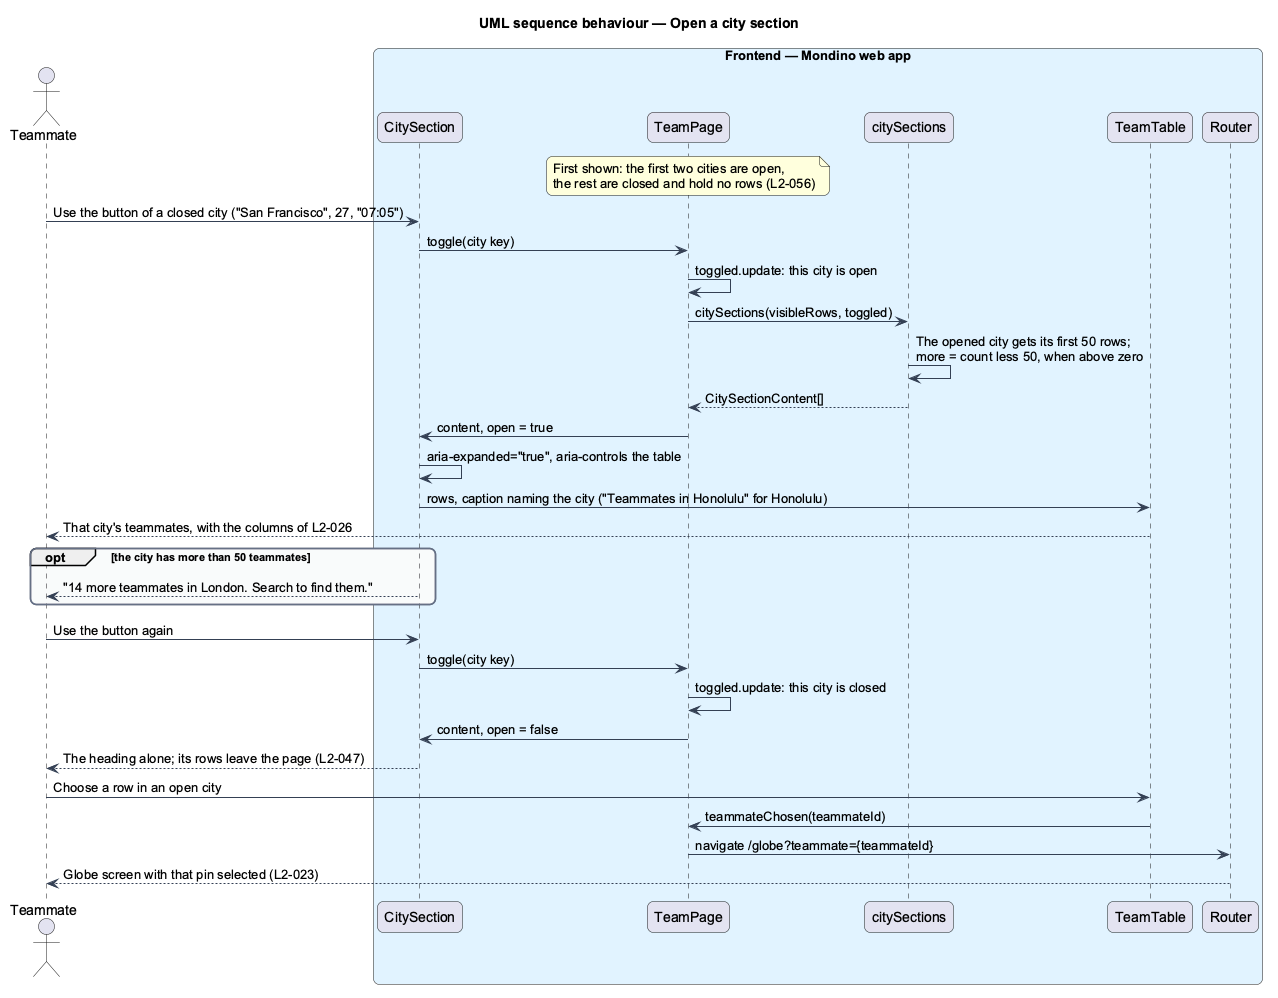 UML sequence behaviour — Open a city section
Frontend — Mondino web app
Teammate
CitySection
TeamPage
citySections
TeamTable
Router
First shown: the first two cities are open,
the rest are closed and hold no rows (L2-056)
Use the button of a closed city ("San Francisco", 27, "07:05")
toggle(city key)
toggled.update: this city is open
citySections(visibleRows, toggled)
The opened city gets its first 50 rows;
more = count less 50, when above zero
CitySectionContent[]
content, open = true
aria-expanded="true", aria-controls the table
rows, caption naming the city ("Teammates in Honolulu" for Honolulu)
That city's teammates, with the columns of L2-026
opt
[the city has more than 50 teammates]
"14 more teammates in London. Search to find them."
Use the button again
toggle(city key)
toggled.update: this city is closed
content, open = false
The heading alone; its rows leave the page (L2-047)
Choose a row in an open city
teammateChosen(teammateId)
navigate /globe?teammate={teammateId}
Globe screen with that pin selected (L2-023)
Teammate
CitySection
TeamPage
citySections
TeamTable
Router